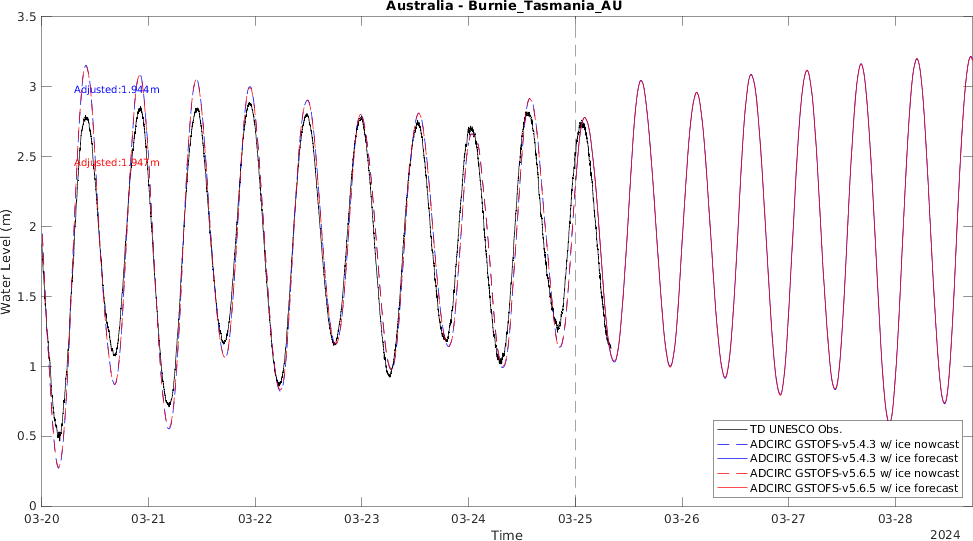 Australia - Burnie_Tasmania_AU
3.5
3
2.5
2
1.5
1
0.5
0
Water Level (m)
Adjusted:1.944m
Adjusted:1.947m
TD UNESCO Obs.
ADCIRC GSTOFS-v5.4.3 w/ ice nowcast
ADCIRC GSTOFS-v5.4.3 w/ ice forecast
ADCIRC GSTOFS-v5.6.5 w/ ice nowcast
ADCIRC GSTOFS-v5.6.5 w/ ice forecast
03-20 03-21 03-22 03-23 03-24 03-25 03-26 03-27 03-28
Time
2024